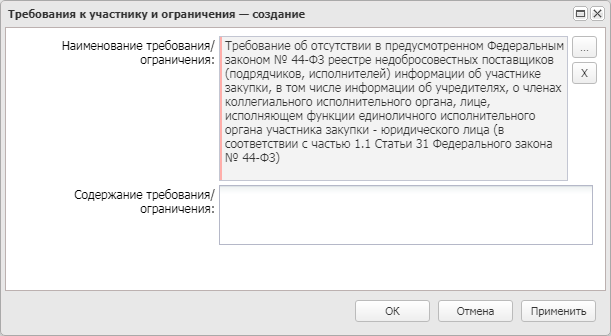 Требования к участнику и ограничения — создание
Наименование требования/
ограничения:
Требование об отсутствии в предусмотренном Федеральным
законом № 44-ФЗ реестре недобросовестных поставщиков
(подрядчиков, исполнителей) информации об участнике
закупки, в том числе информации об учредителях, о членах
коллегиального исполнительного органа, лице,
исполняющем функции единоличного исполнительного
органа участника закупки - юридического лица (в
соответствии с частью 1.1 Статьи 31 Федерального закона
№ 44-ФЗ)
...
X
Содержание требования/
ограничения:
ОК
Отмена
Применить